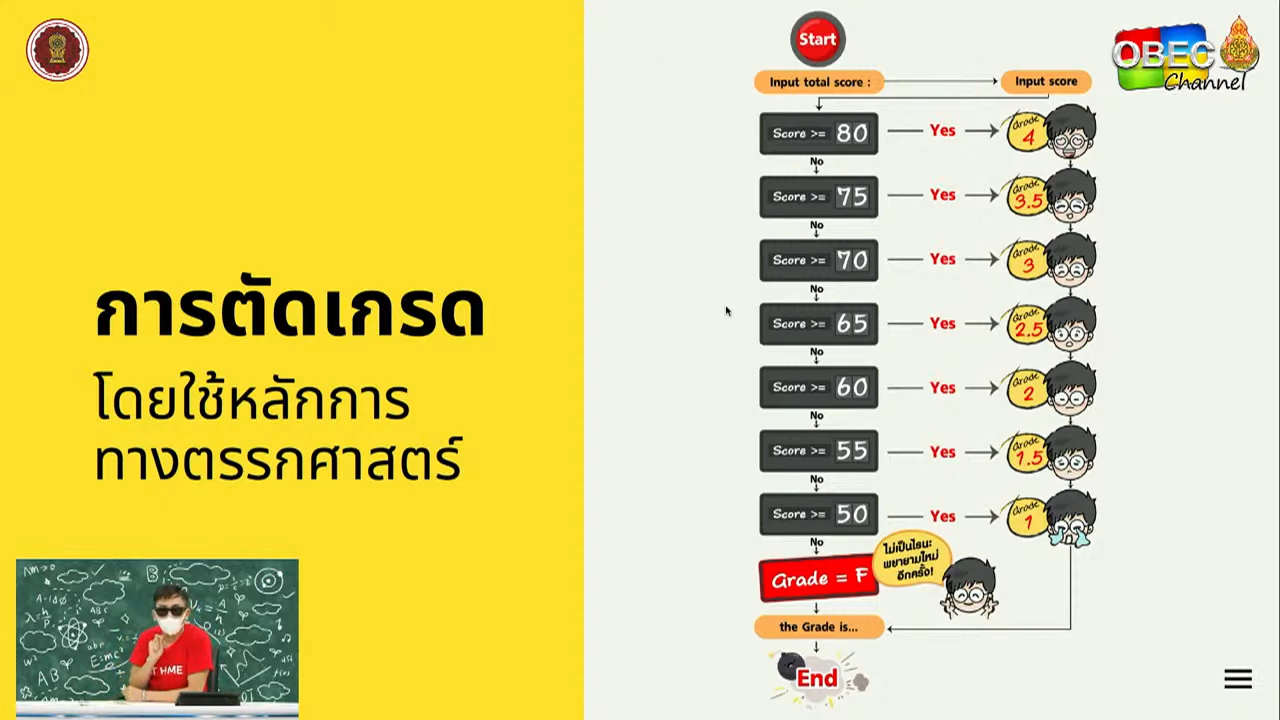 การตัดเกรด
โดยใช้หลักการ
ทางตรรกศาสตร์
OBEC
Channel
Start
Input total score :
Input score
Score >= 80
Yes
Grade
4
No
Score >= 75
Yes
Grade
3.5
No
Score >= 70
Yes
Grade
3
No
Score >= 65
Yes
Grade
2.5
No
Score >= 60
Yes
Grade
2
No
Score >= 55
Yes
Grade
1.5
No
Score >= 50
Yes
Grade
1
No
Grade = F
ไม่เป็นไรนะ
พยายามใหม่
อีกครั้ง!
the Grade is...
End